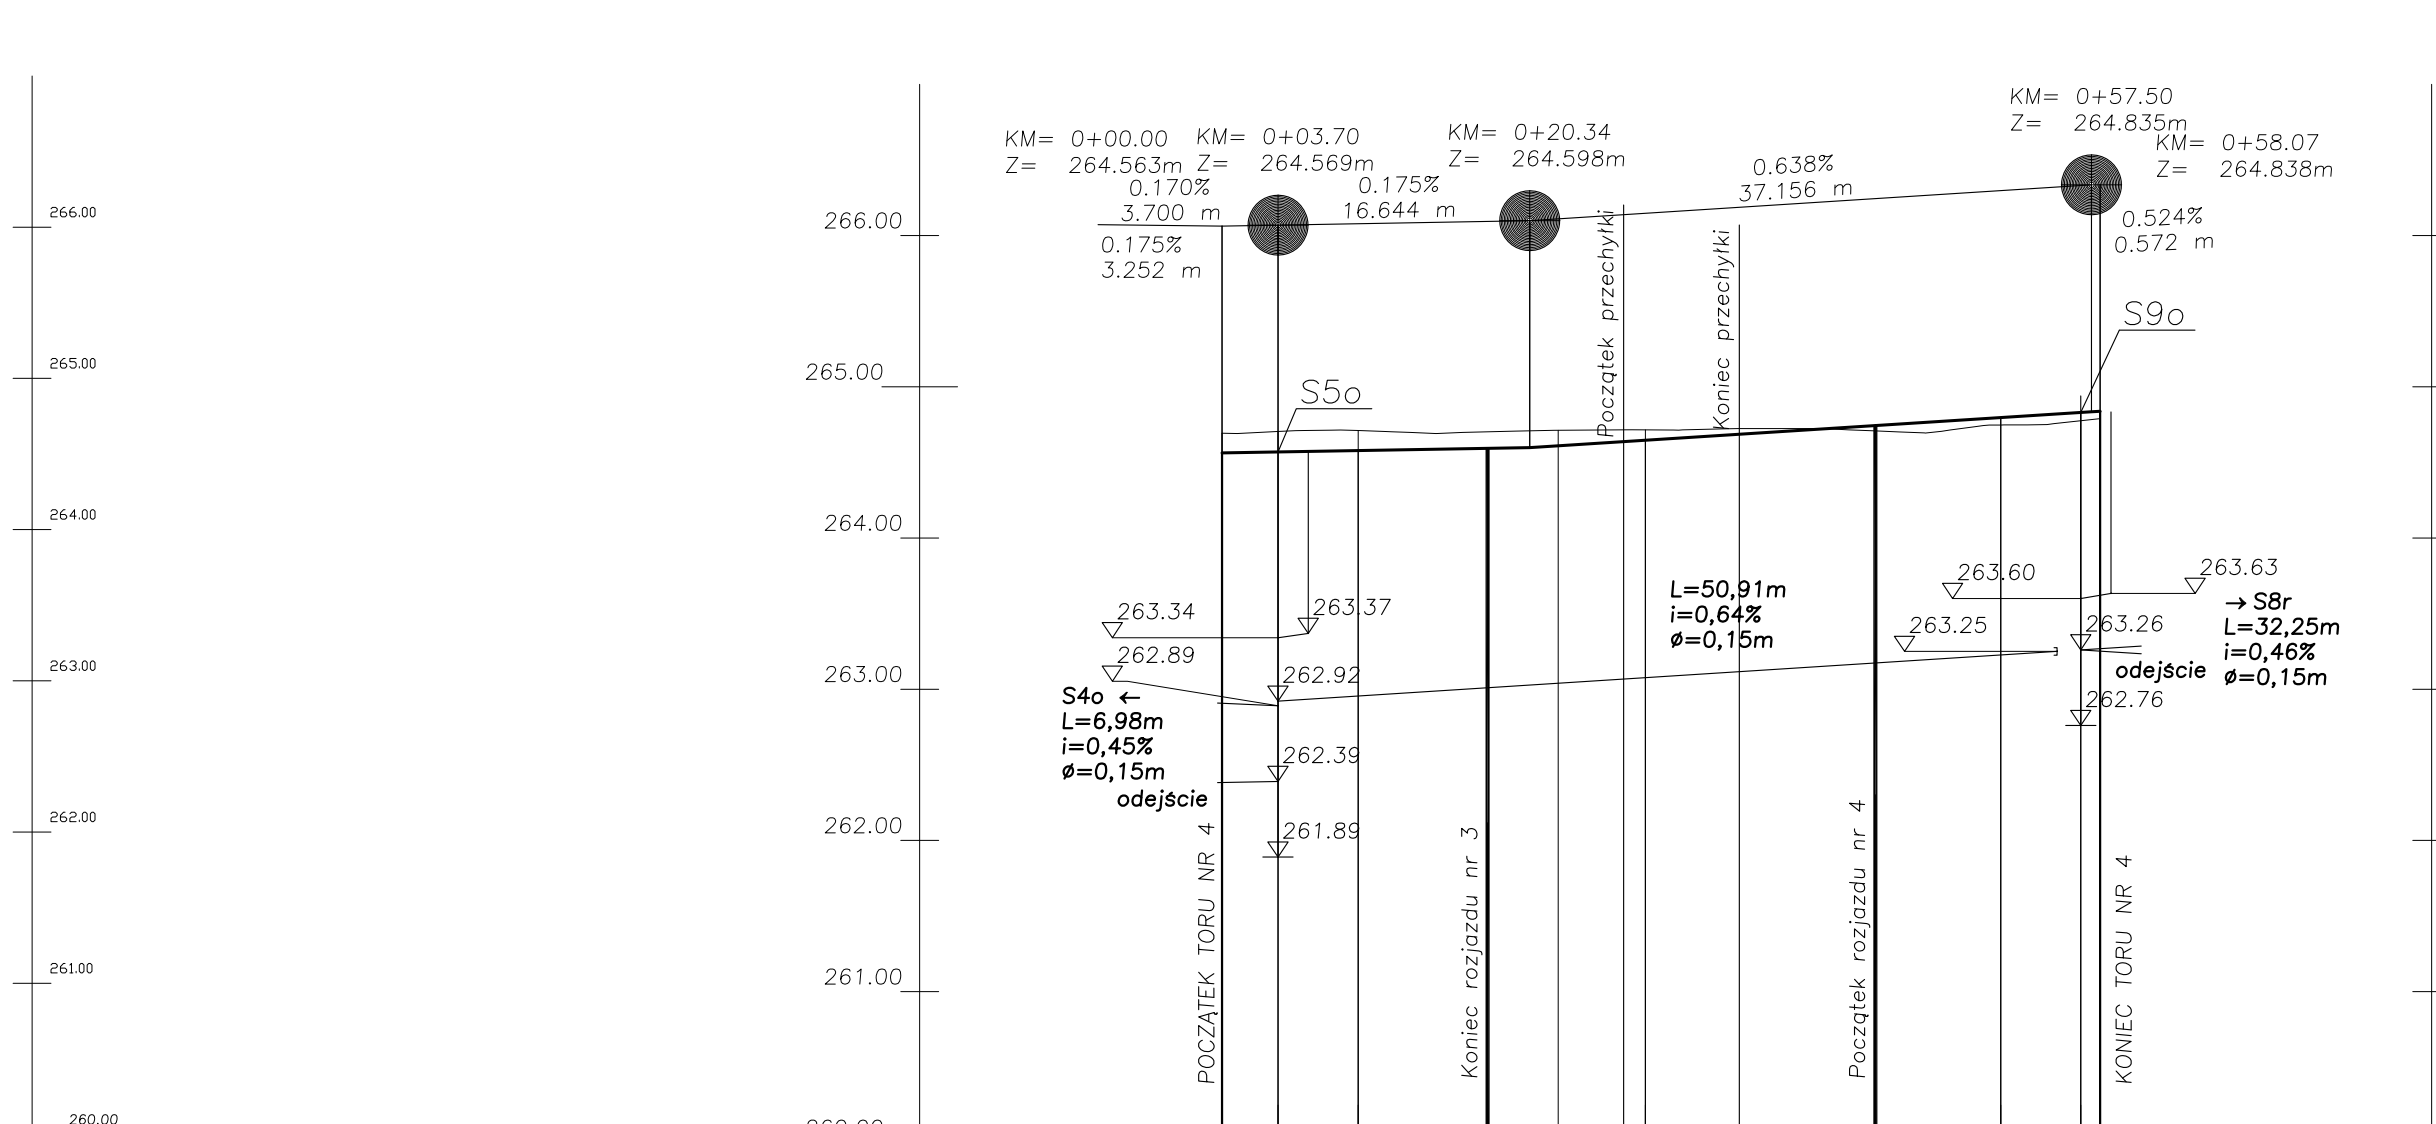 KM= 0+57.50
Z= 264.835m
KM= 0+00.00
Z= 264.563m
KM= 0+03.70
Z= 264.569m
KM= 0+20.34
Z= 264.598m
KM= 0+58.07
Z= 264.838m
0.170%
3.700 m
0.175%
3.252 m
0.175%
16.644 m
0.638%
37.156 m
0.524%
0.572 m
266.00
265.00
264.00
263.00
262.00
261.00
260.00
266.00
265.00
264.00
263.00
262.00
261.00
Początek przechyłki
Koniec przechyłki
S5o
S9o
263.34
263.37
262.89
262.92
S4o ←
L=6,98m
i=0,45%
ø=0,15m
odejście
262.39
261.89
L=50,91m
i=0,64%
ø=0,15m
263.60
263.63
263.25
263.26
→ S8r
L=32,25m
i=0,46%
ø=0,15m
odejście
262.76
POCZĄTEK TORU NR 4
Koniec rozjazdu nr 3
Początek rozjazdu nr 4
KONIEC TORU NR 4